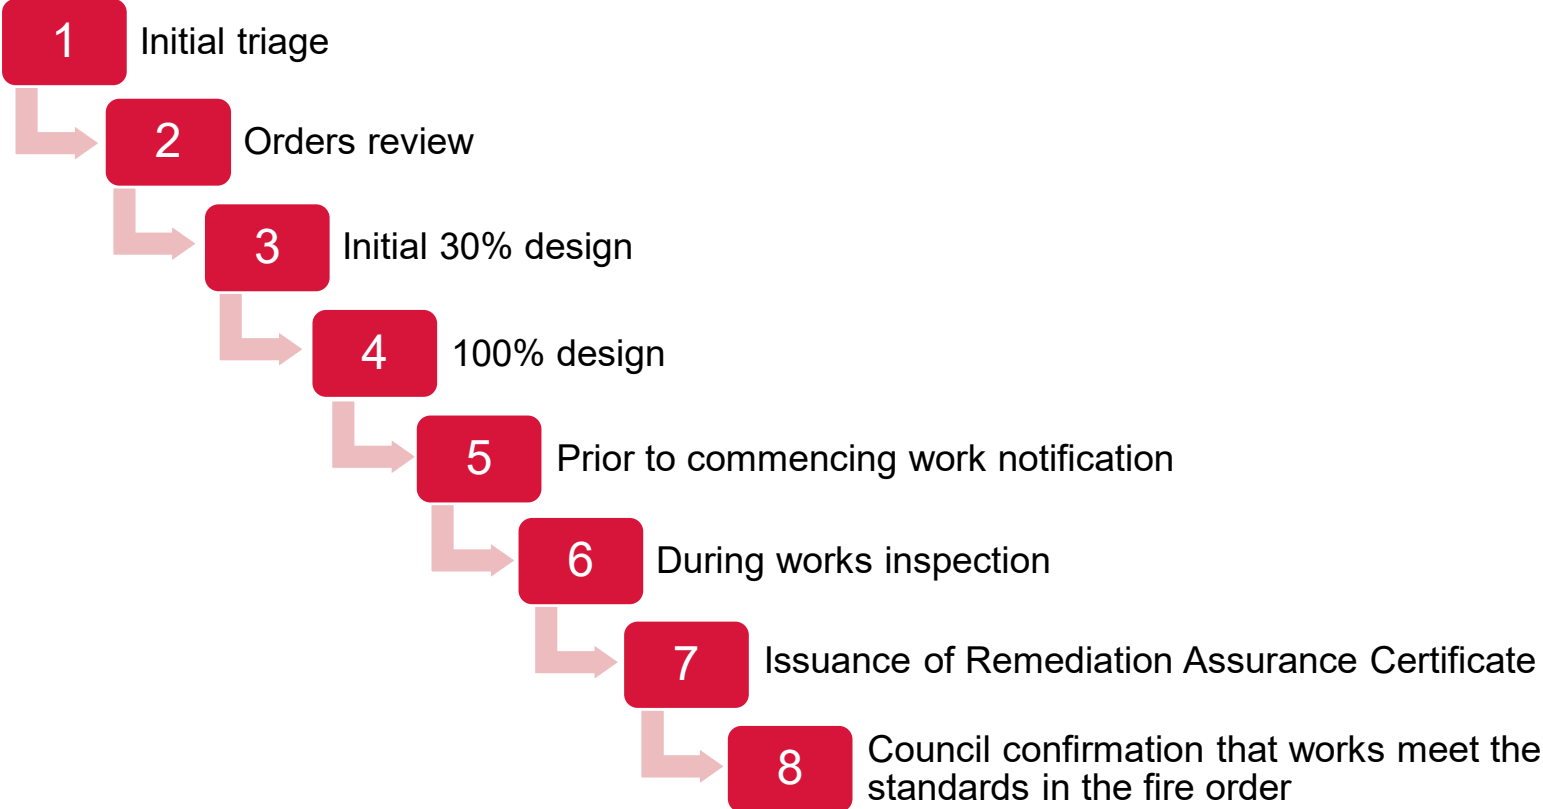 1 Initial triage
2 Orders review
3 Initial 30% design
4 100% design
5 Prior to commencing work notification
6 During works inspection
7 Issuance of Remediation Assurance Certificate
8 Council confirmation that works meet the
standards in the fire order